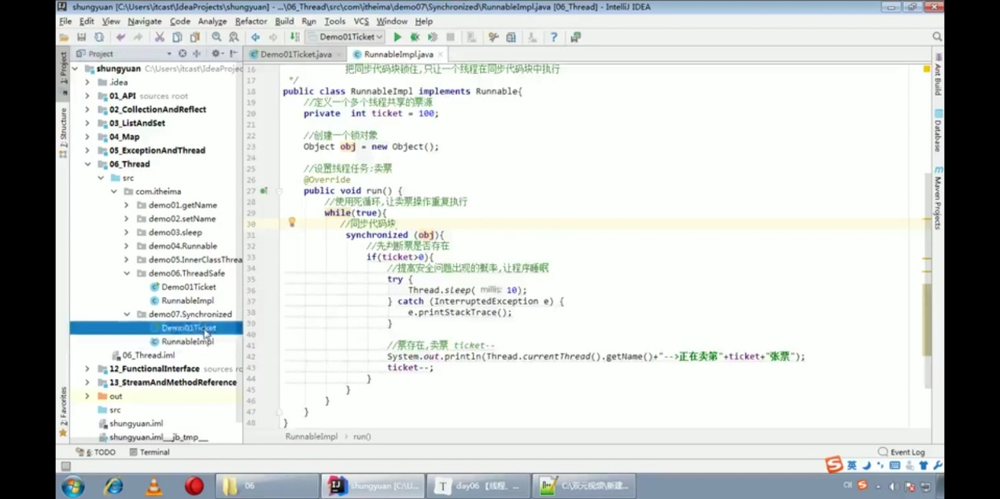 shungyuan [C:\Users\itcast\IdeaProjects\shungyuan] - ...\06_Thread\src\com\itheima\demo07\Synchronized\RunnableImpl.java [06_Thread] - IntelliJ IDEA
File Edit View Navigate Code Analyze Refactor Build Run Tools VCS Window Help
Demo01Ticket
Project
Demo01Ticket.java
RunnableImpl.java
1: Project
7: Structure
2: Favorites
shungyuan C:\Users\itcast\IdeaProjec
.idea
01_API sources root
02_CollectionAndReflect
03_ListAndSet
04_Map
05_ExceptionAndThread
06_Thread
src
com.itheima
demo01.getName
demo02.setName
demo03.sleep
demo04.Runnable
demo05.InnerClassThrea
demo06.ThreadSafe
Demo01Ticket
RunnableImpl
demo07.Synchronized
Demo01Ticket
RunnableImpl
06_Thread.iml
12_FunctionalInterface sources ro
13_StreamAndMethodReference
out
src
shungyuan.iml
shungyuan.iml__jb_tmp__
16 把同步代码块锁住,只让一个线程在同步代码块中执行
17 */
18 public class RunnableImpl implements Runnable{
19 //定义一个多个线程共享的票源
20 private int ticket = 100;
21
22 //创建一个锁对象
23 Object obj = new Object();
24
25 //设置线程任务:卖票
26 @Override
27 public void run() {
28 //使用死循环,让卖票操作重复执行
29 while(true){
30 //同步代码块
31 synchronized (obj){
32 //先判断票是否存在
33 if(ticket>0){
34 //提高安全问题出现的概率,让程序睡眠
35 try {
36 Thread.sleep( millis: 10);
37 } catch (InterruptedException e) {
38 e.printStackTrace();
39 }
40
41 //票存在,卖票 ticket--
42 System.out.println(Thread.currentThread().getName()+"-->正在卖第"+ticket+"张票");
43 ticket--;
44 }
45 }
46 }
47 }
48 }
RunnableImpl › run()
Ant Build
Database
Maven Projects
6: TODO
Terminal
Event Log
英
06
shungyuan [C:\U...
day06 【线程、...
C:\双元视频\新建...
CH